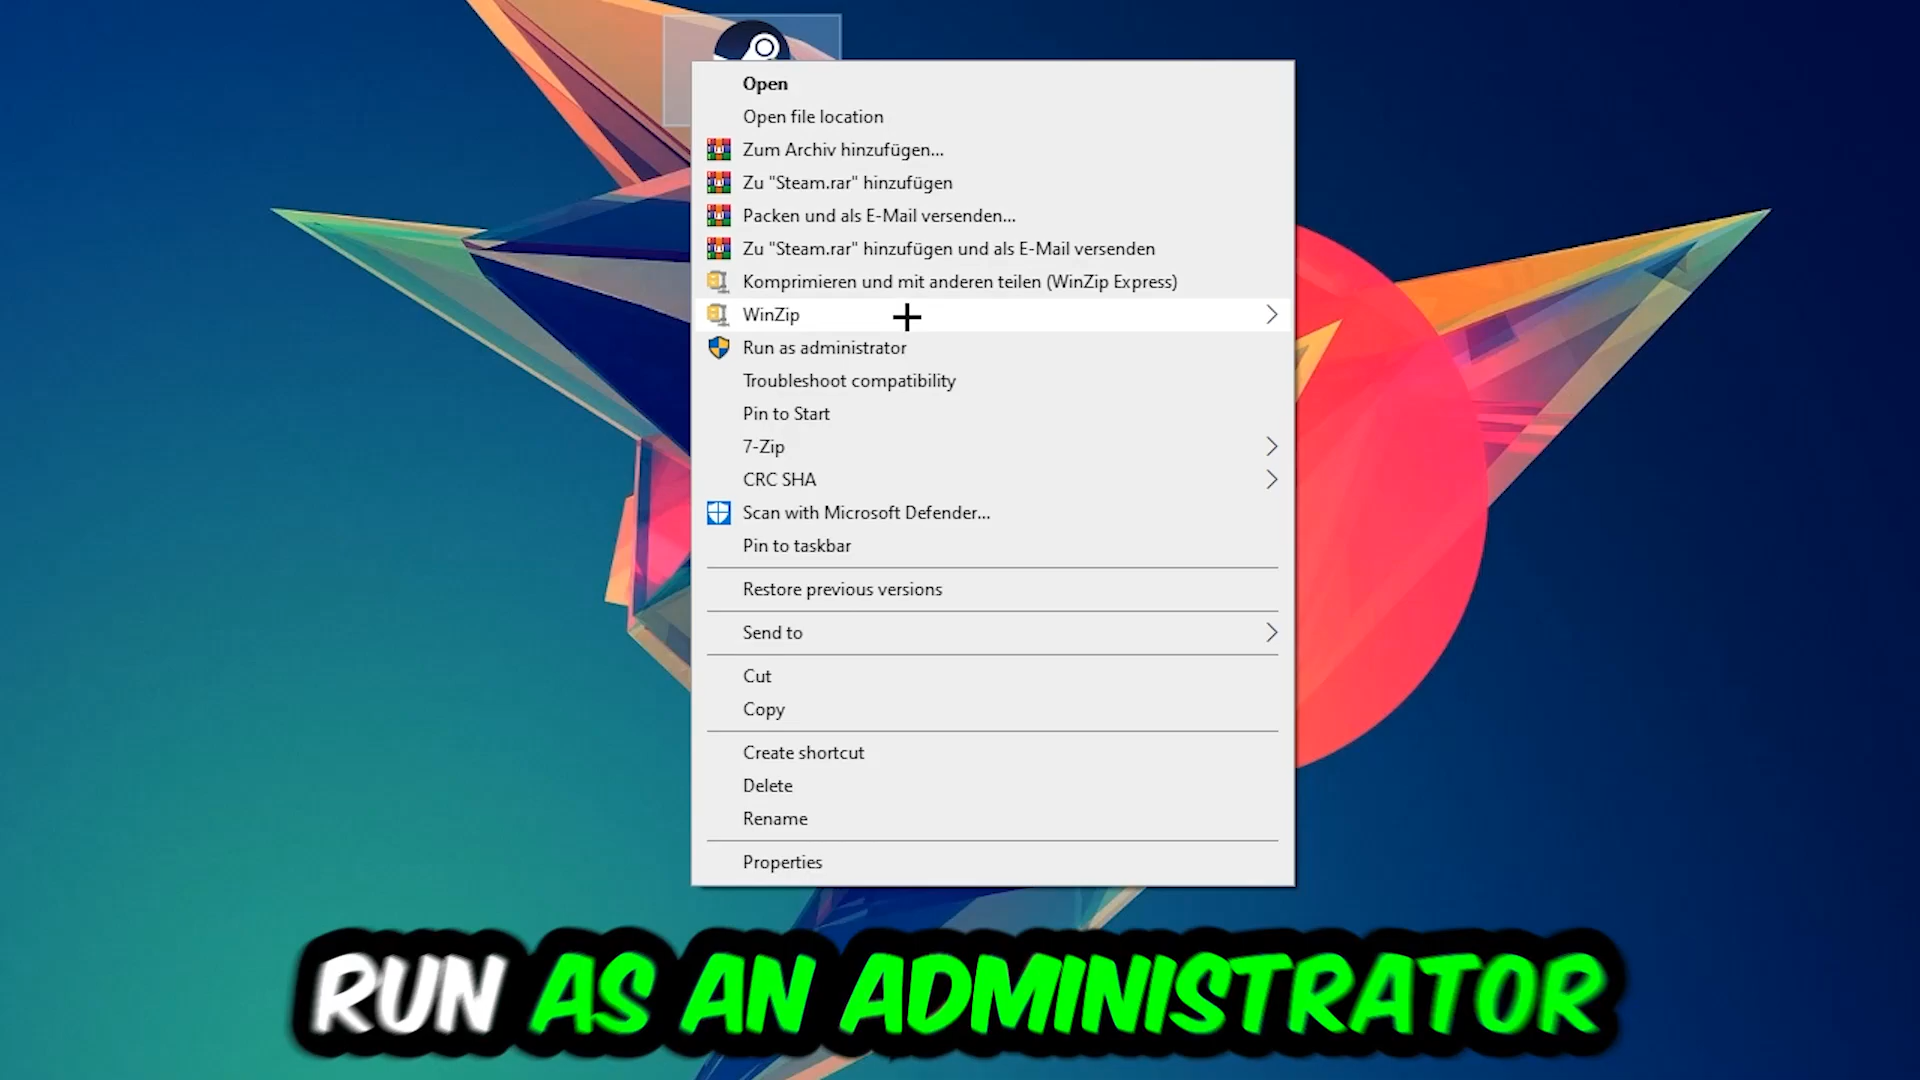 Open
Open file location
Zum Archiv hinzufügen...
Zu "Steam.rar" hinzufügen
Packen und als E-Mail versenden...
Zu "Steam.rar" hinzufügen und als E-Mail versenden
Komprimieren und mit anderen teilen (WinZip Express)
WinZip
Run as administrator
Troubleshoot compatibility
Pin to Start
7-Zip
CRC SHA
Scan with Microsoft Defender...
Pin to taskbar
Restore previous versions
Send to
Cut
Copy
Create shortcut
Delete
Rename
Properties
RUN AS AN ADMINISTRATOR